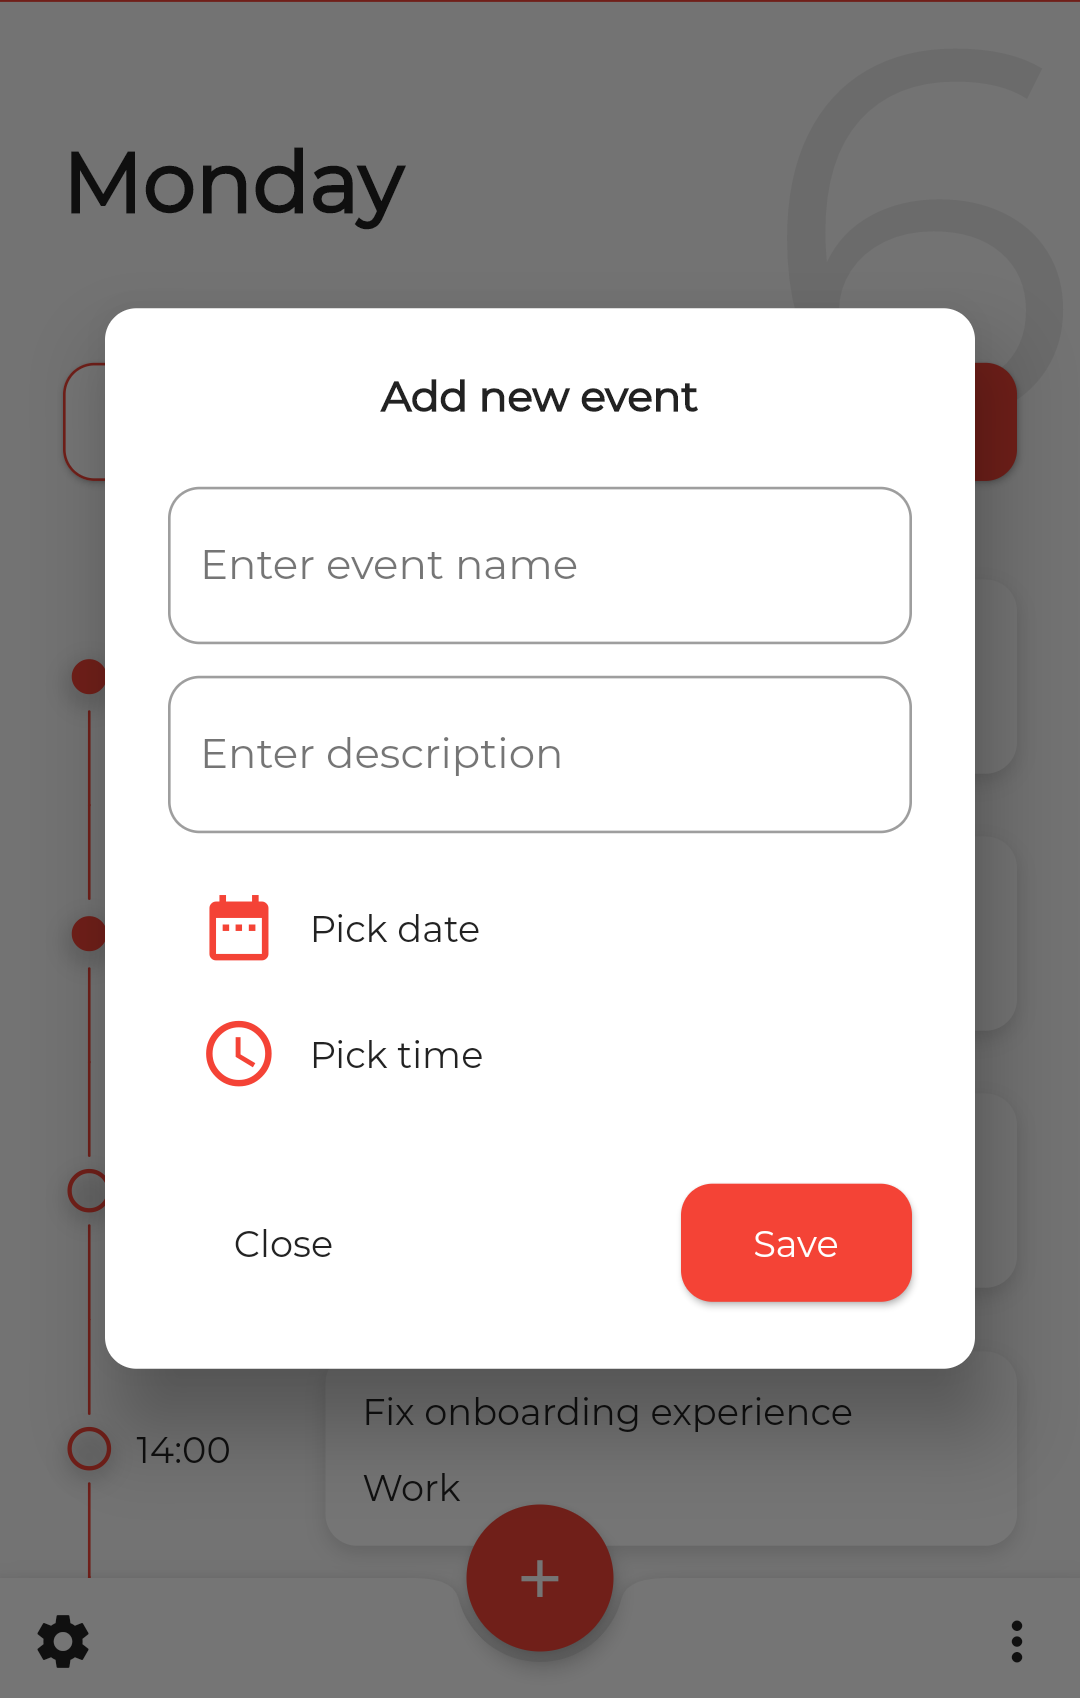 6
Monday
Add new event
Enter event name
Enter description
Pick date
Pick time
Close
Save
Fix onboarding experience
14:00
Work
+